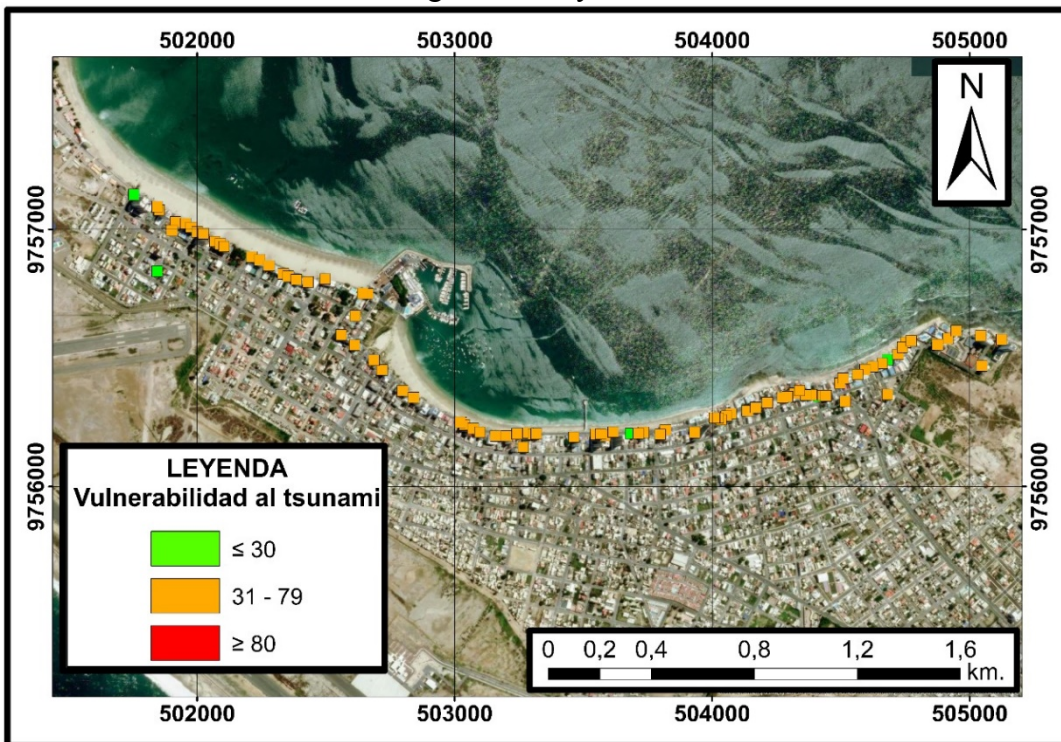 502000 503000 504000 505000
N
9757000 9757000
9756000 9756000
LEYENDA
Vulnerabilidad al tsunami
≤ 30
31 - 79
≥ 80
0 0,2 0,4 0,8 1,2 1,6
km.
502000 503000 504000 505000